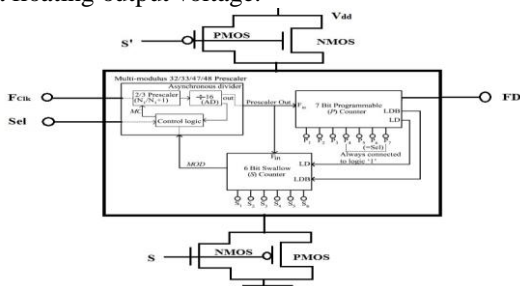 t floating output voltage.
Vdd
S'
PMOS
NMOS
Multi-modulus 32/33/47/48 Prescaler
Asynchronous divider
FClk
2/3 Prescaler
(N1/N1+1)
÷16
(AD)
out
Prescaler Out
Fin
7 Bit Programmable
(P) Counter
LDB
LD
FD
MC
Control logic
Sel
P1 P2 P3 P4 P5 P6 P7
(=Sel)
Always connected
to logic '1'
MOD
Fin
6 Bit Swallow
(S) Counter
LD
LDB
S1 S2 S3 S4 S5 S6
S
NMOS
PMOS